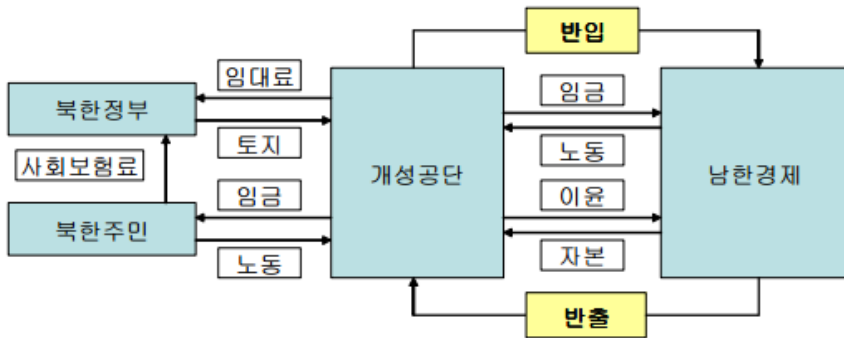 반입
임대료
북한정부
토지
사회보험료
임금
북한주민
노동
개성공단
임금
노동
이윤
자본
남한경제
반출